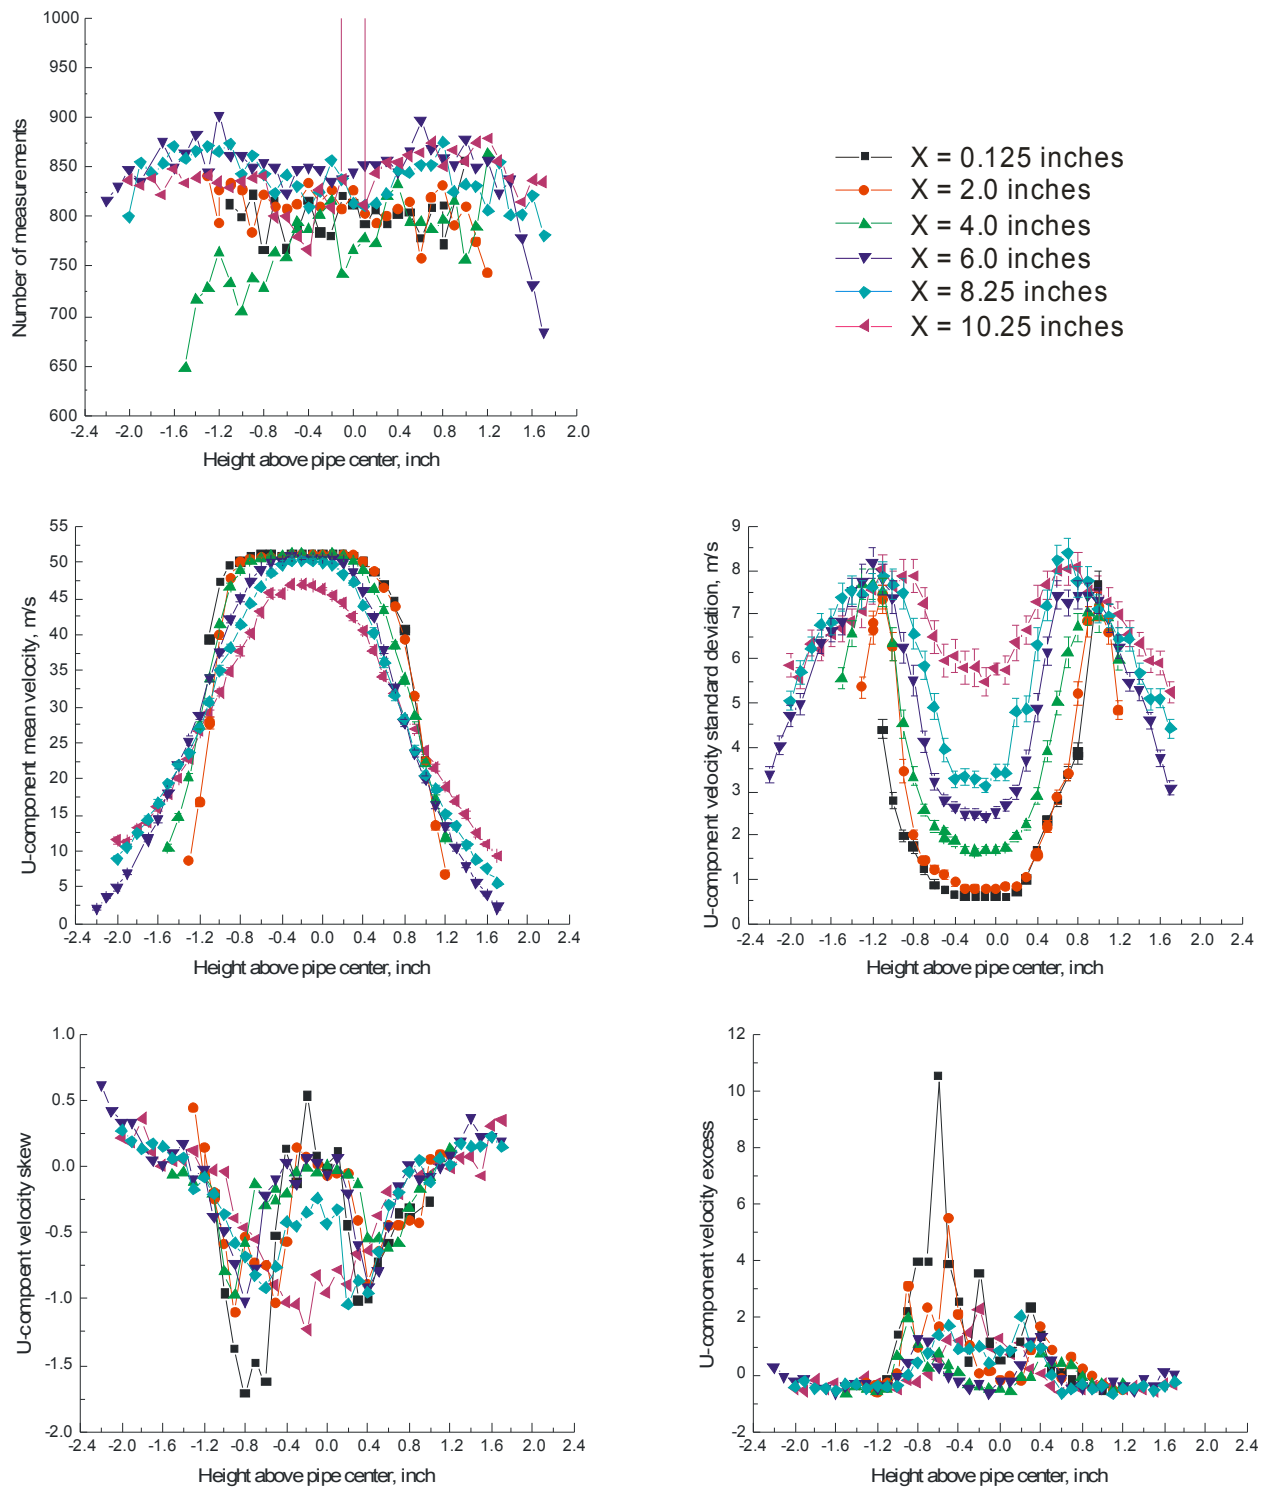 1000
950
900
850
800
750
700
650
600
-2.4 -2.0 -1.6 -1.2 -0.8 -0.4 0.0 0.4 0.8 1.2 1.6 2.0
Number of measurements
Height above pipe center, inch
X = 0.125 inches
X = 2.0 inches
X = 4.0 inches
X = 6.0 inches
X = 8.25 inches
X = 10.25 inches
55
50
45
40
35
30
25
20
15
10
5
0
-2.4 -2.0 -1.6 -1.2 -0.8 -0.4 0.0 0.4 0.8 1.2 1.6 2.0 2.4
U-component mean velocity, m/s
Height above pipe center, inch
9
8
7
6
5
4
3
2
1
0
-2.4 -2.0 -1.6 -1.2 -0.8 -0.4 0.0 0.4 0.8 1.2 1.6 2.0 2.4
U-component velocity standard deviation, m/s
Height above pipe center, inch
1.0
0.5
0.0
-0.5
-1.0
-1.5
-2.0
-2.4 -2.0 -1.6 -1.2 -0.8 -0.4 0.0 0.4 0.8 1.2 1.6 2.0 2.4
U-compoent velocity skew
Height above pipe center, inch
12
10
8
6
4
2
0
-2
-2.4 -2.0 -1.6 -1.2 -0.8 -0.4 0.0 0.4 0.8 1.2 1.6 2.0 2.4
U-component velocity excess
Height above pipe center, inch